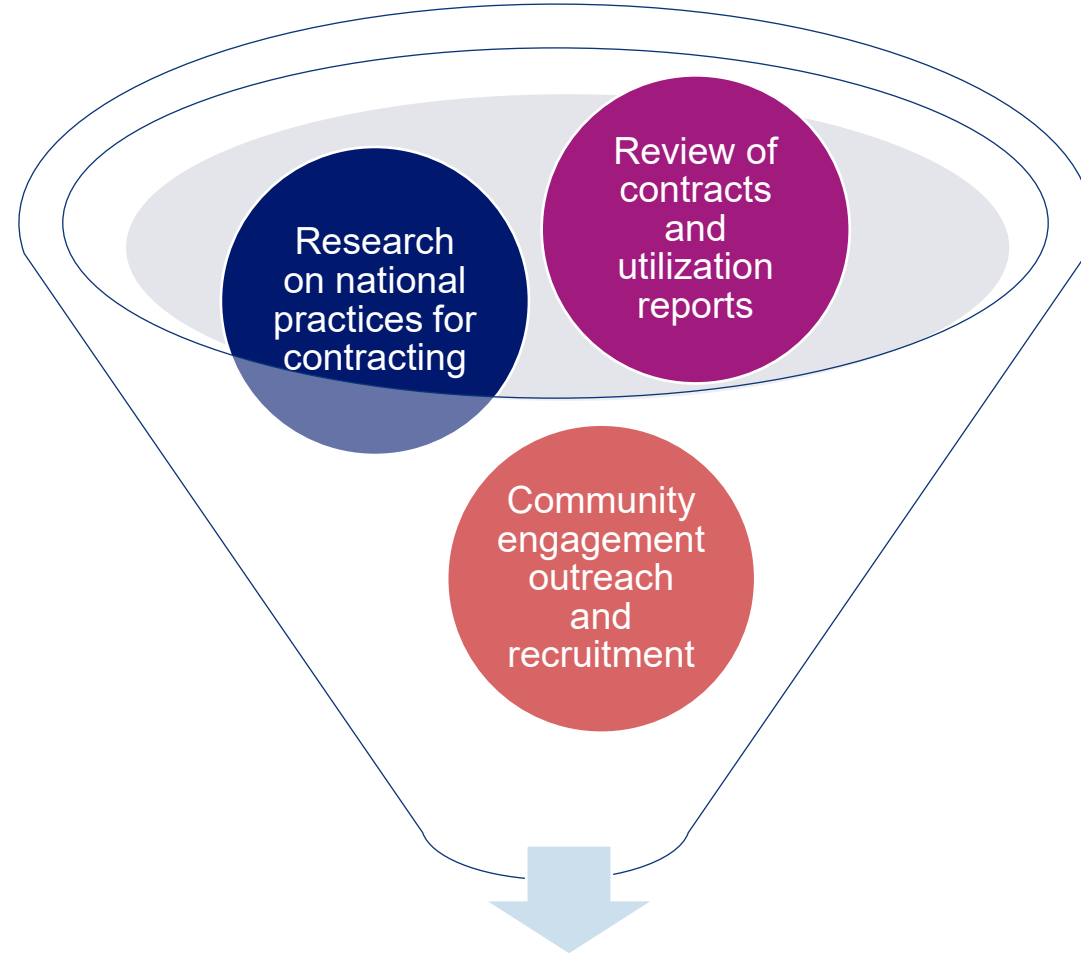 Research
on national
practices for
contracting
Review of
contracts
and
utilization
reports
Community
engagement
outreach
and
recruitment